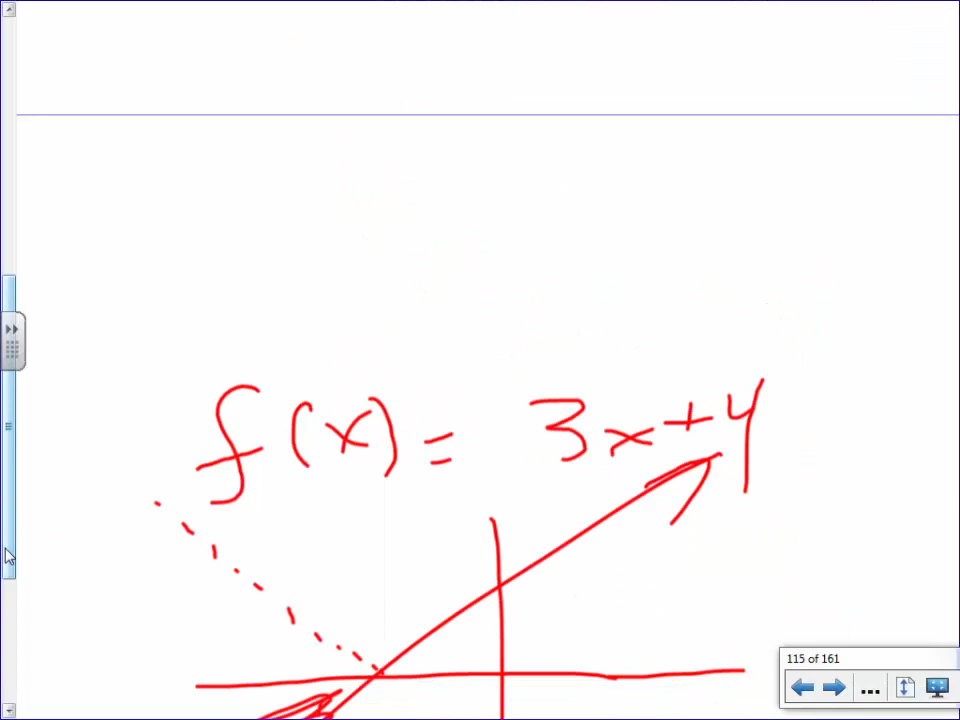 f(x) = 3x+4
115 of 161
...